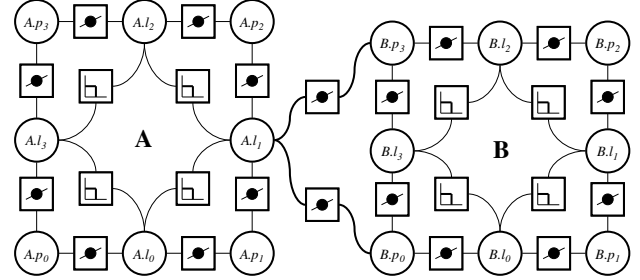 A.p3 A.l2 A.p2
B.p3 B.l2 B.p2
A.l3 A A.l1
B.l3 B B.l1
A.p0 A.l0 A.p1
B.p0 B.l0 B.p1